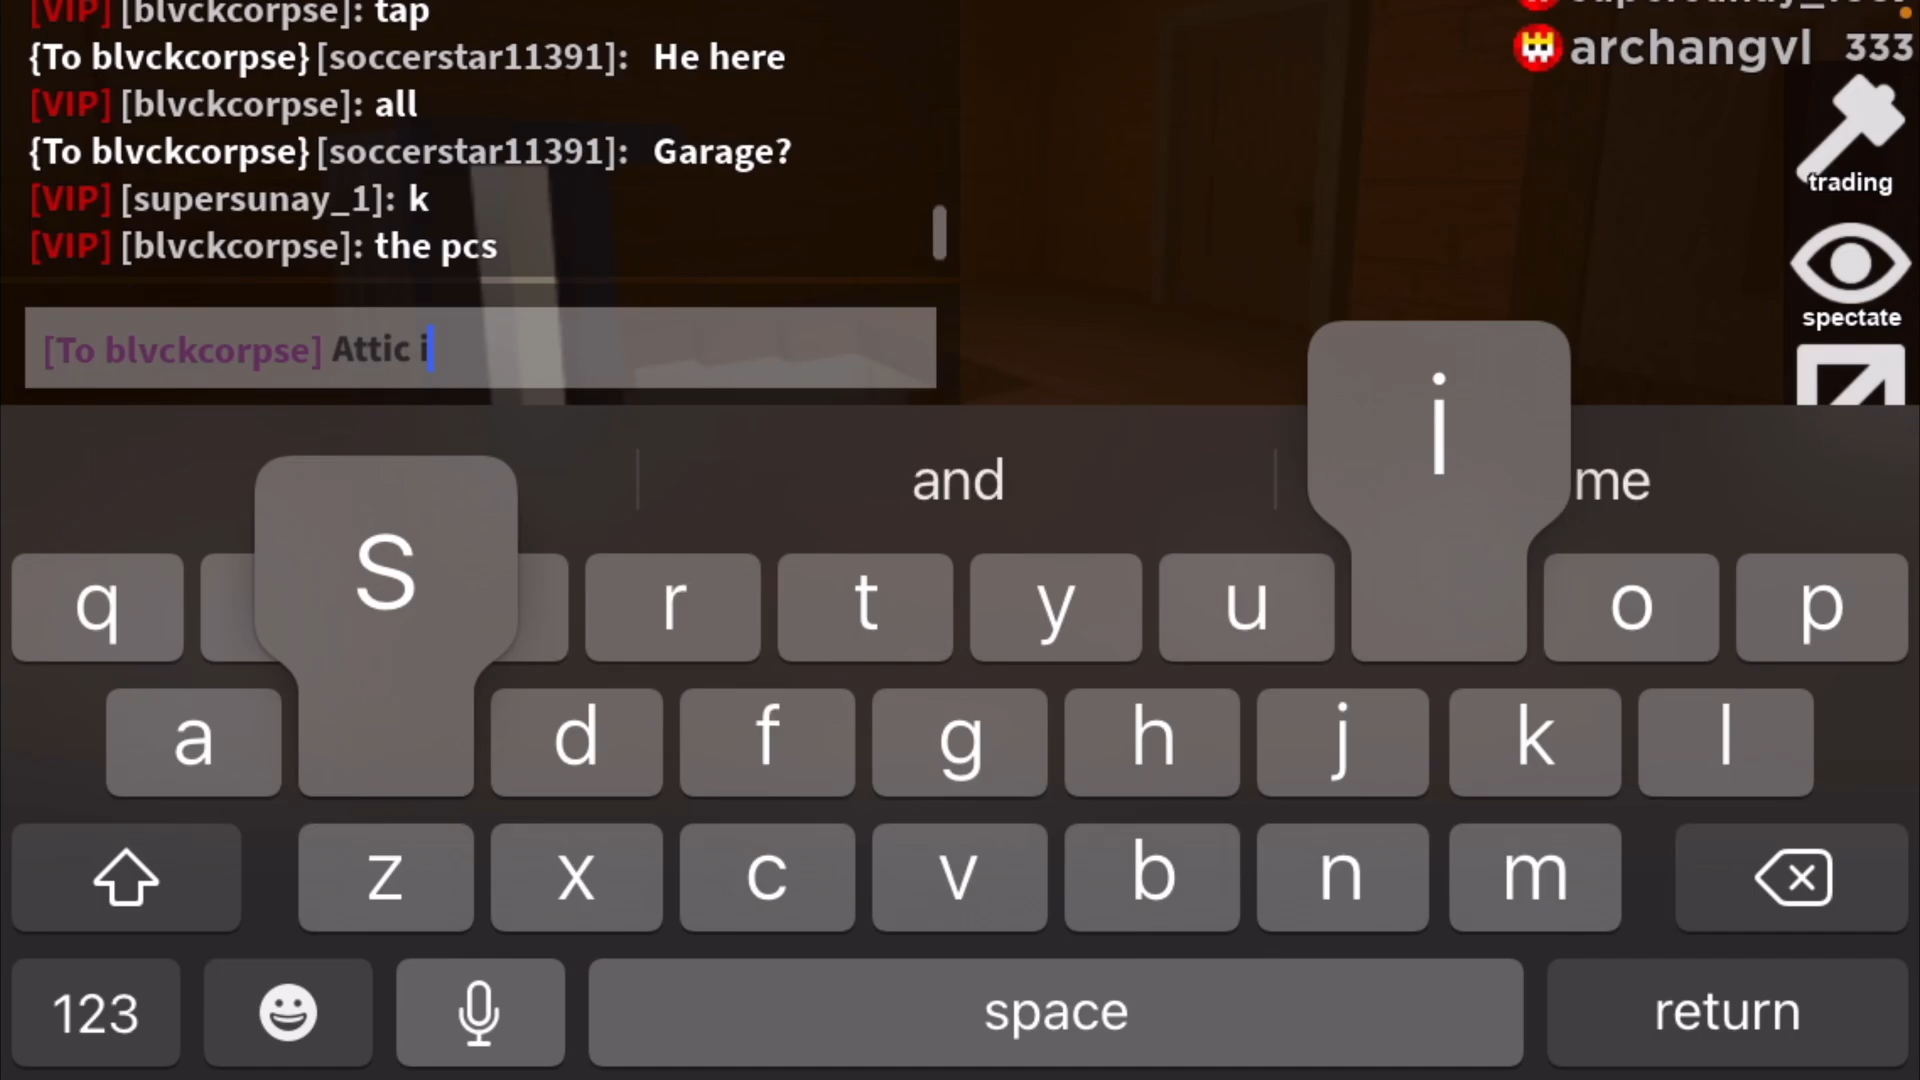 [VIP] [blvckcorpse]: tap
{To blvckcorpse} [soccerstar11391]: He here
[VIP] [blvckcorpse]: all
{To blvckcorpse} [soccerstar11391]: Garage?
[VIP] [supersunay_1]: k
[VIP] [blvckcorpse]: the pcs
[To blvckcorpse] Attic i
archangvl 333
trading
spectate
and
me
S
i
q r t y u o p
a d f g h j k l
z x c v b n m
123 space return